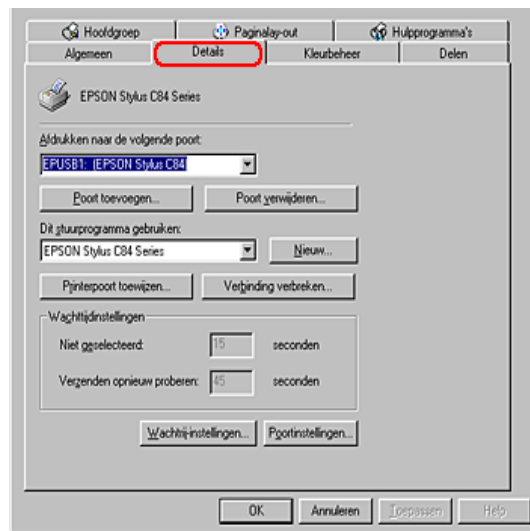 Hoofdgroep Paginalay-out Hulpprogramma's
Algemeen Details Kleurbeheer Delen
EPSON Stylus C84 Series
Afdrukken naar de volgende poort:
EPUSB1: (EPSON Stylus C84)
Poort toevoegen... Poort verwijderen...
Dit stuurprogramma gebruiken:
EPSON Stylus C84 Series Nieuw...
Printerpoort toewijzen... Verbinding verbreken...
Wachttijdinstellingen
Niet geselecteerd: 15 seconden
Verzenden opnieuw proberen: 45 seconden
Wachtrij-instellingen... Poortinstellingen...
OK Annuleren Toepassen Help